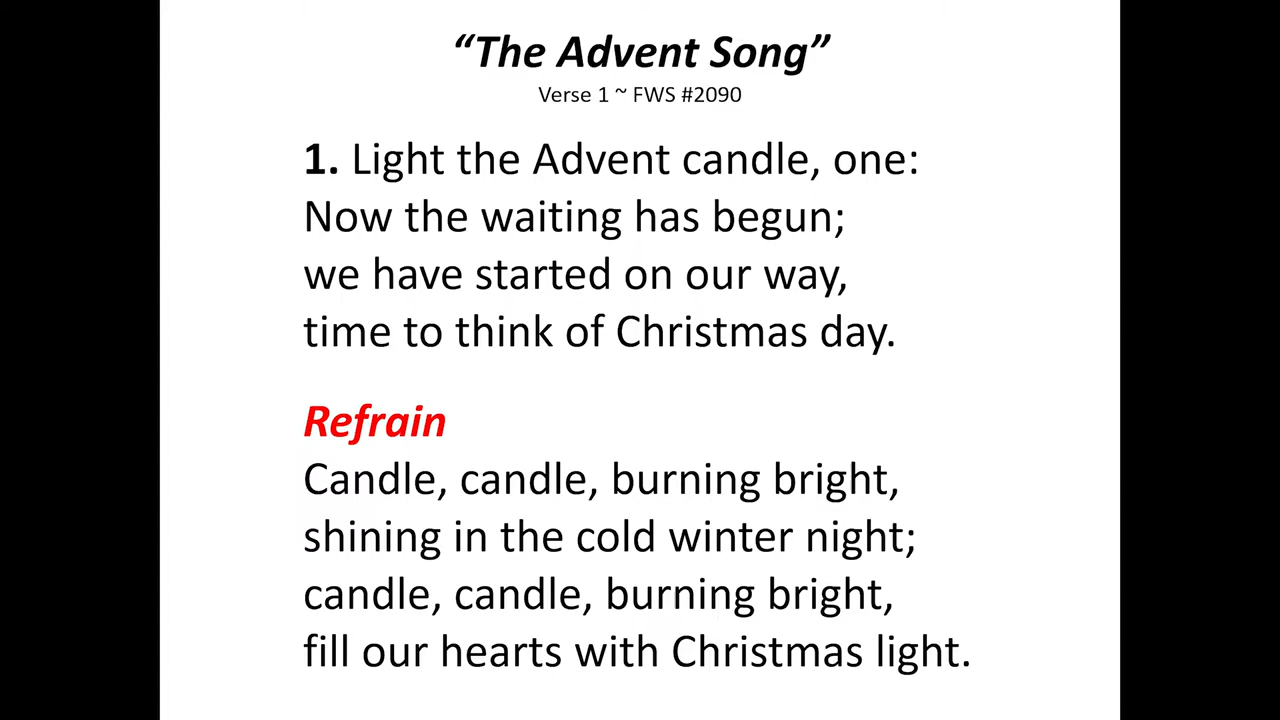 “The Advent Song”
Verse 1 ~ FWS #2090
1. Light the Advent candle, one:
Now the waiting has begun;
we have started on our way,
time to think of Christmas day.
Refrain
Candle, candle, burning bright,
shining in the cold winter night;
candle, candle, burning bright,
fill our hearts with Christmas light.